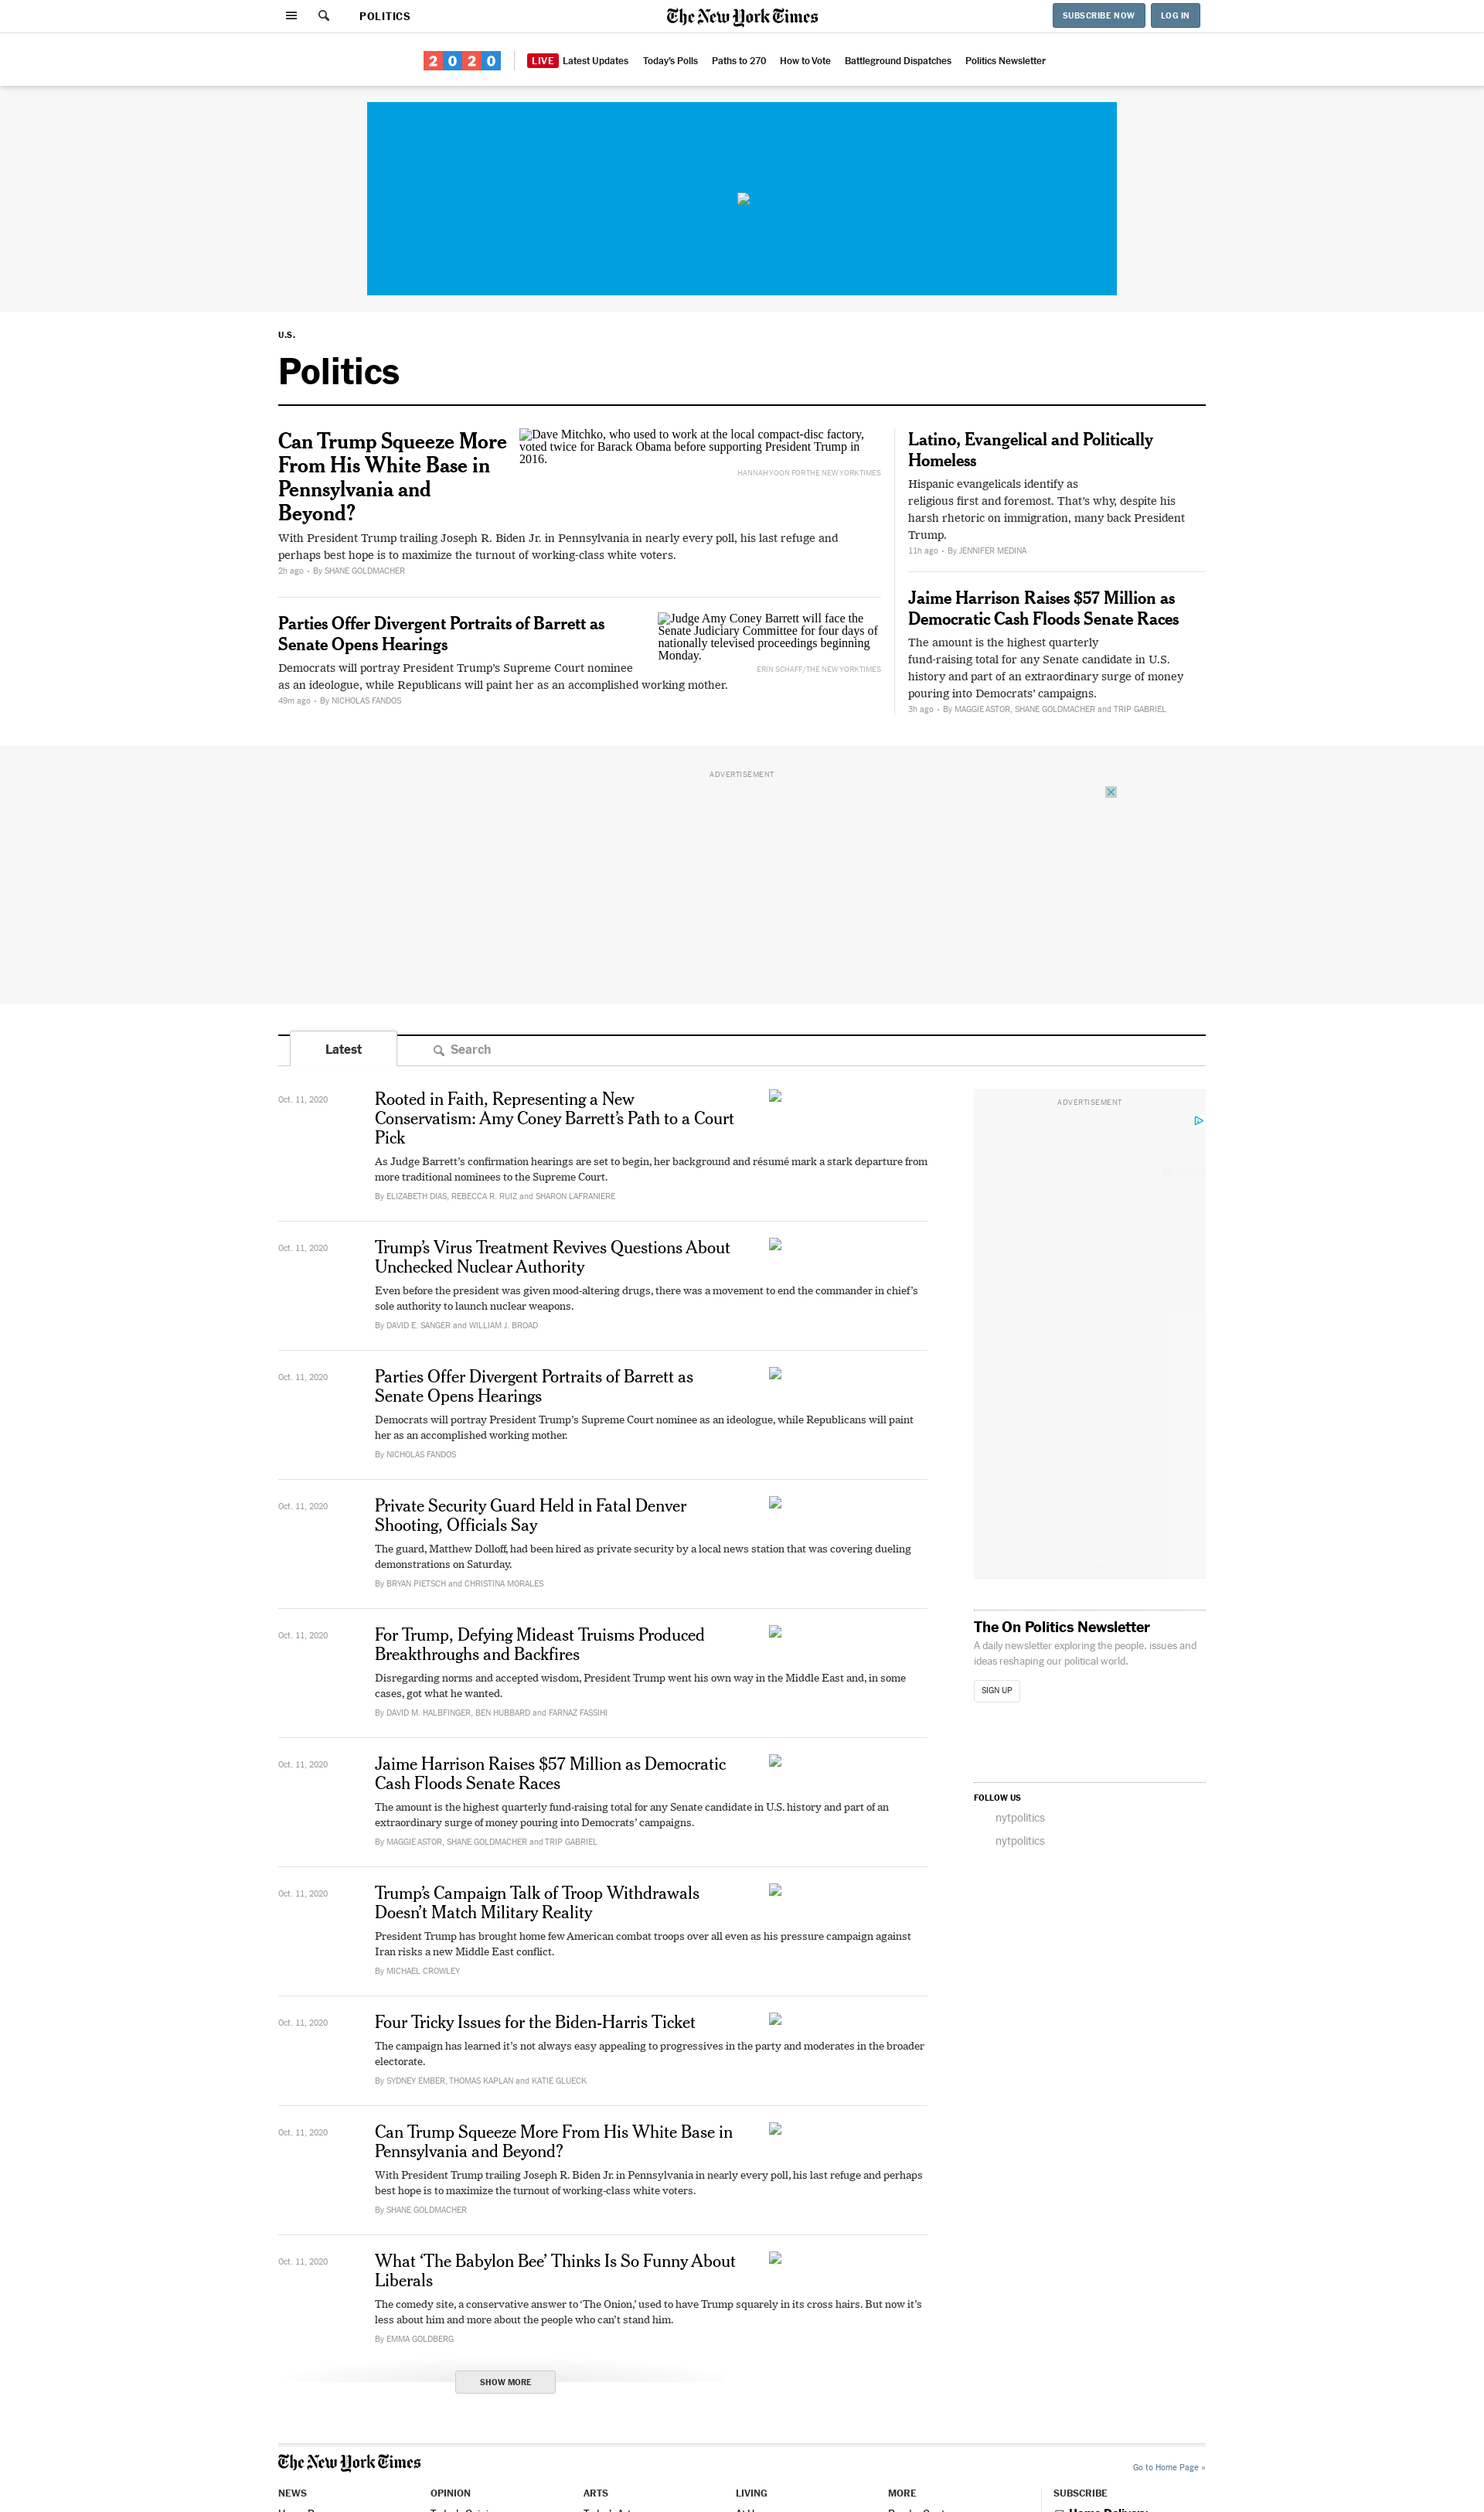 POLITICS
The New York Times
SUBSCRIBE NOW
LOG IN
2020
LIVE Latest Updates
Today's Polls
Paths to 270
How to Vote
Battleground Dispatches
Politics Newsletter
U.S.
Politics
Can Trump Squeeze More
From His White Base in
Pennsylvania and
Beyond?
Dave Mitchko, who used to work at the local compact-disc factory,
voted twice for Barack Obama before supporting President Trump in
2016.
HANNAH YOON FOR THE NEW YORK TIMES
With President Trump trailing Joseph R. Biden Jr. in Pennsylvania in nearly every poll, his last refuge and
perhaps best hope is to maximize the turnout of working-class white voters.
2h ago • By SHANE GOLDMACHER
Parties Offer Divergent Portraits of Barrett as
Senate Opens Hearings
Judge Amy Coney Barrett will face the
Senate Judiciary Committee for four days of
nationally televised proceedings beginning
Monday.
ERIN SCHAFF/THE NEW YORK TIMES
Democrats will portray President Trump's Supreme Court nominee
as an ideologue, while Republicans will paint her as an accomplished working mother.
49m ago • By NICHOLAS FANDOS
Latino, Evangelical and Politically
Homeless
Hispanic evangelicals identify as
religious first and foremost. That's why, despite his
harsh rhetoric on immigration, many back President
Trump.
11h ago • By JENNIFER MEDINA
Jaime Harrison Raises $57 Million as
Democratic Cash Floods Senate Races
The amount is the highest quarterly
fund-raising total for any Senate candidate in U.S.
history and part of an extraordinary surge of money
pouring into Democrats' campaigns.
3h ago • By MAGGIE ASTOR, SHANE GOLDMACHER and TRIP GABRIEL
ADVERTISEMENT
Latest
Search
Oct. 11, 2020
Rooted in Faith, Representing a New
Conservatism: Amy Coney Barrett's Path to a Court
Pick
As Judge Barrett's confirmation hearings are set to begin, her background and résumé mark a stark departure from
more traditional nominees to the Supreme Court.
By ELIZABETH DIAS, REBECCA R. RUIZ and SHARON LAFRANIERE
Oct. 11, 2020
Trump's Virus Treatment Revives Questions About
Unchecked Nuclear Authority
Even before the president was given mood-altering drugs, there was a movement to end the commander in chief's
sole authority to launch nuclear weapons.
By DAVID E. SANGER and WILLIAM J. BROAD
Oct. 11, 2020
Parties Offer Divergent Portraits of Barrett as
Senate Opens Hearings
Democrats will portray President Trump's Supreme Court nominee as an ideologue, while Republicans will paint
her as an accomplished working mother.
By NICHOLAS FANDOS
Oct. 11, 2020
Private Security Guard Held in Fatal Denver
Shooting, Officials Say
The guard, Matthew Dolloff, had been hired as private security by a local news station that was covering dueling
demonstrations on Saturday.
By BRYAN PIETSCH and CHRISTINA MORALES
Oct. 11, 2020
For Trump, Defying Mideast Truisms Produced
Breakthroughs and Backfires
Disregarding norms and accepted wisdom, President Trump went his own way in the Middle East and, in some
cases, got what he wanted.
By DAVID M. HALBFINGER, BEN HUBBARD and FARNAZ FASSIHI
Oct. 11, 2020
Jaime Harrison Raises $57 Million as Democratic
Cash Floods Senate Races
The amount is the highest quarterly fund-raising total for any Senate candidate in U.S. history and part of an
extraordinary surge of money pouring into Democrats' campaigns.
By MAGGIE ASTOR, SHANE GOLDMACHER and TRIP GABRIEL
Oct. 11, 2020
Trump's Campaign Talk of Troop Withdrawals
Doesn't Match Military Reality
President Trump has brought home few American combat troops over all even as his pressure campaign against
Iran risks a new Middle East conflict.
By MICHAEL CROWLEY
Oct. 11, 2020
Four Tricky Issues for the Biden-Harris Ticket
The campaign has learned it's not always easy appealing to progressives in the party and moderates in the broader
electorate.
By SYDNEY EMBER, THOMAS KAPLAN and KATIE GLUECK
Oct. 11, 2020
Can Trump Squeeze More From His White Base in
Pennsylvania and Beyond?
With President Trump trailing Joseph R. Biden Jr. in Pennsylvania in nearly every poll, his last refuge and perhaps
best hope is to maximize the turnout of working-class white voters.
By SHANE GOLDMACHER
Oct. 11, 2020
What 'The Babylon Bee' Thinks Is So Funny About
Liberals
The comedy site, a conservative answer to 'The Onion,' used to have Trump squarely in its cross hairs. But now it's
less about him and more about the people who can't stand him.
By EMMA GOLDBERG
SHOW MORE
ADVERTISEMENT
The On Politics Newsletter
A daily newsletter exploring the people, issues and
ideas reshaping our political world.
SIGN UP
FOLLOW US
nytpolitics
nytpolitics
The New York Times
Go to Home Page »
NEWS
OPINION
ARTS
LIVING
MORE
SUBSCRIBE